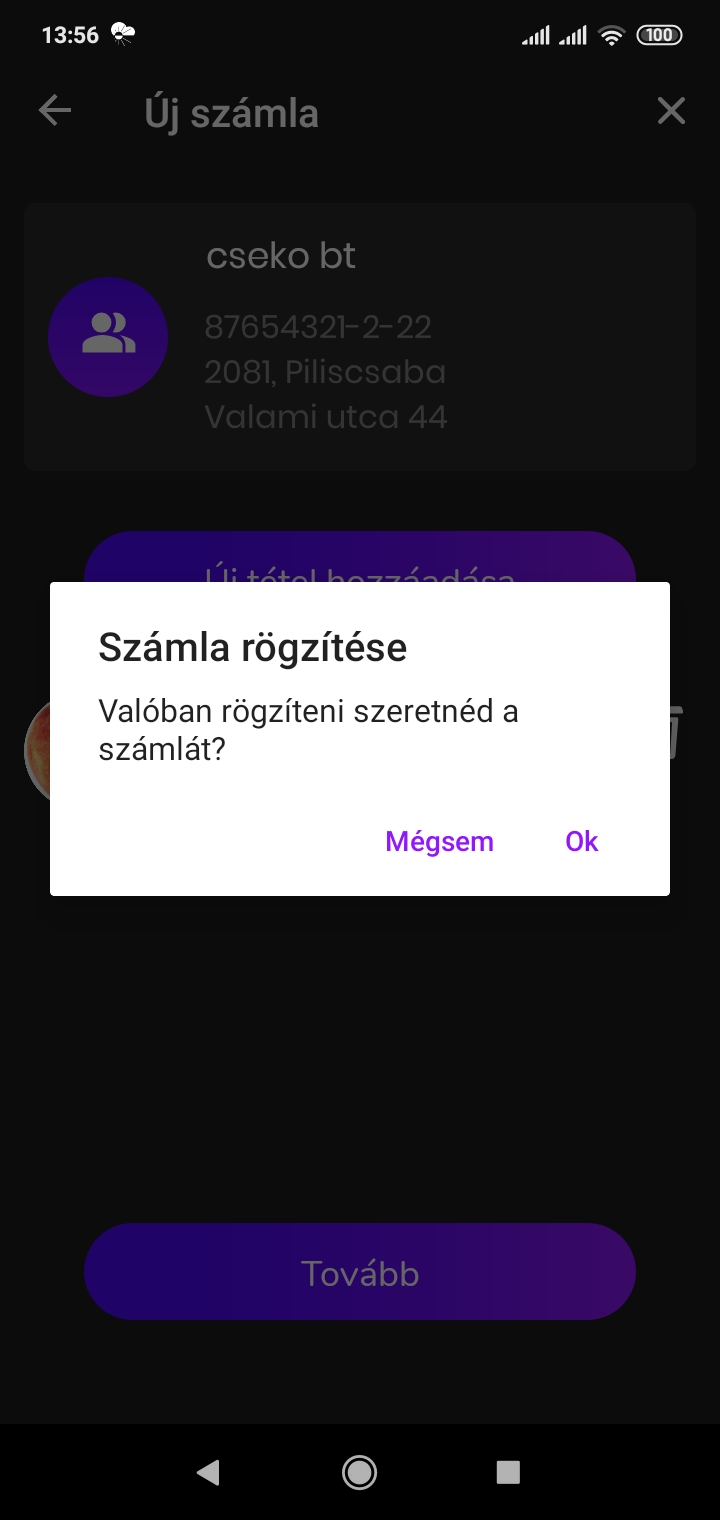 13:56
100
Új számla
cseko bt
87654321-2-22
2081, Piliscsaba
Valami utca 44
Új tétel hozzáadása
Számla rögzítése
Valóban rögzíteni szeretnéd a
számlát?
Mégsem
Ok
Tovább